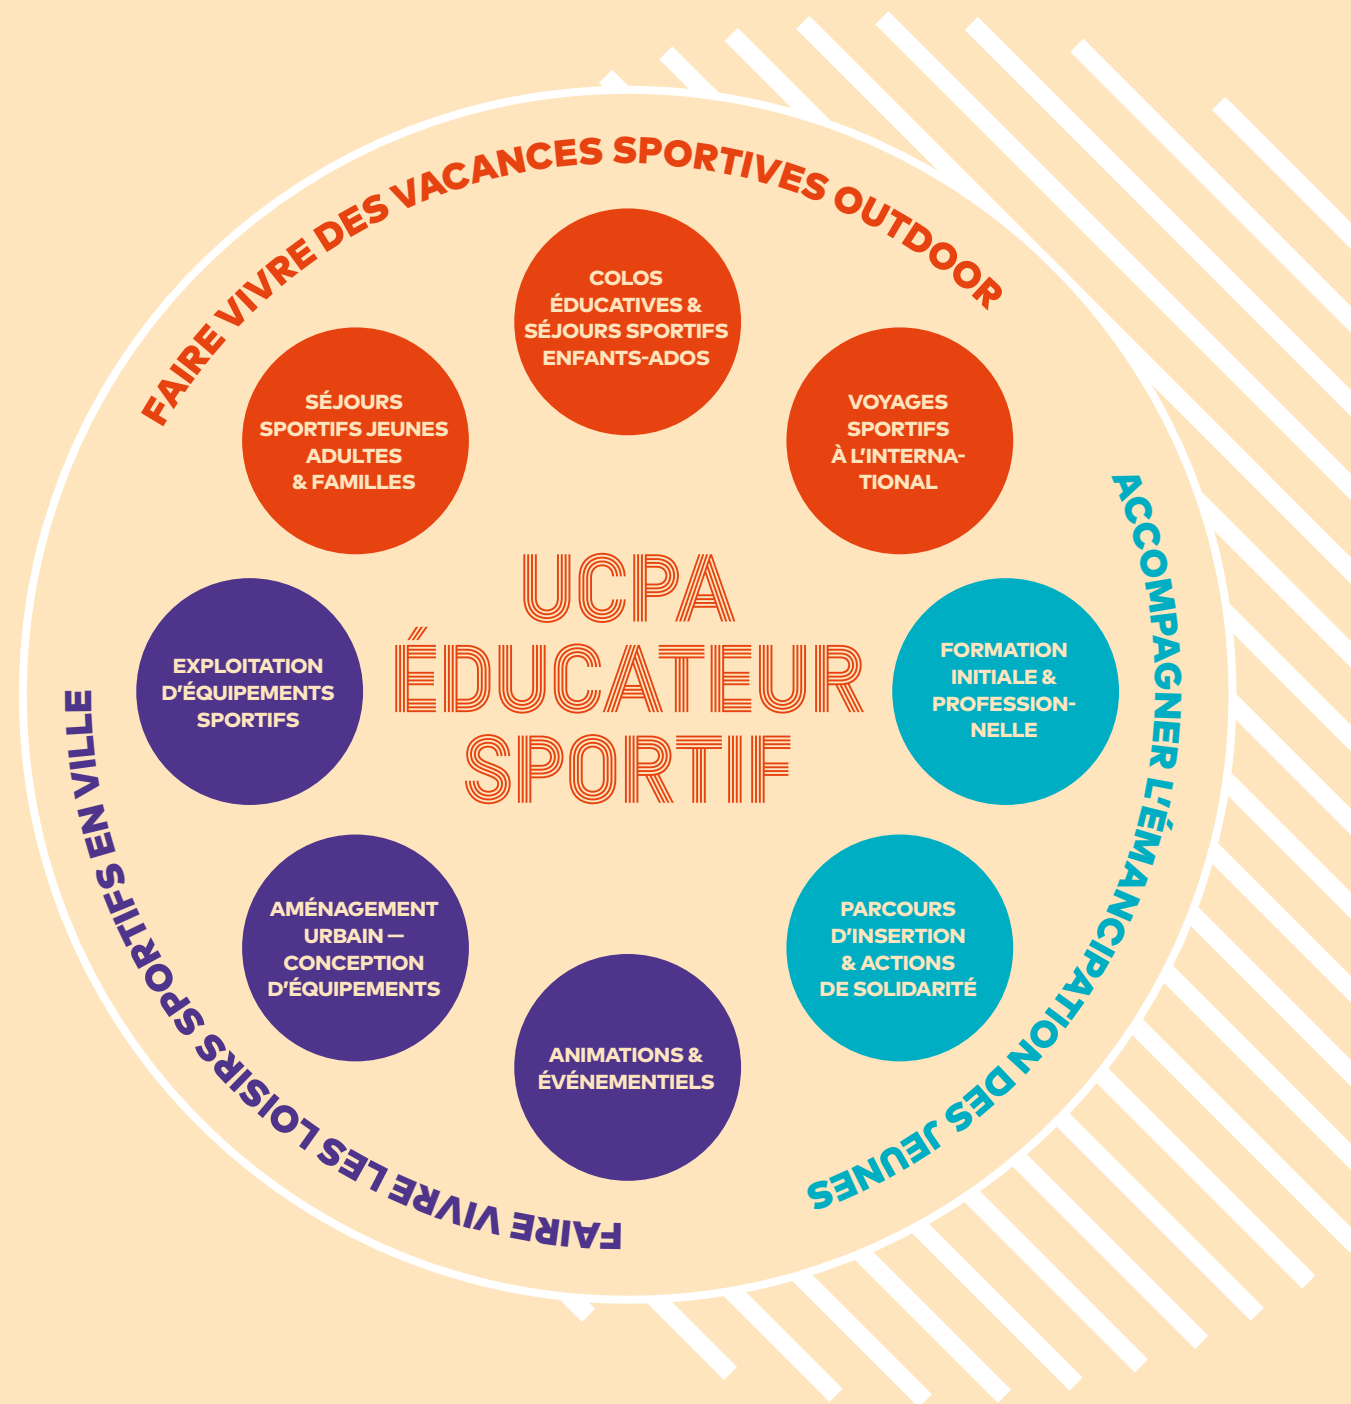 FAIRE VIVRE DES VACANCES SPORTIVES OUTDOOR
COLOS
ÉDUCATIVES &
SÉJOURS SPORTIFS
ENFANTS-ADOS
SÉJOURS
SPORTIFS JEUNES
ADULTES
& FAMILLES
VOYAGES
SPORTIFS
À L'INTERNA-
TIONAL
ACCOMPAGNER L'ÉMANCIPATION DES JEUNES
UCPA
ÉDUCATEUR
SPORTIF
EXPLOITATION
D'ÉQUIPEMENTS
SPORTIFS
FORMATION
INITIALE &
PROFESSION-
NELLE
AMÉNAGEMENT
URBAIN —
CONCEPTION
D'ÉQUIPEMENTS
PARCOURS
D'INSERTION
& ACTIONS
DE SOLIDARITÉ
ANIMATIONS &
ÉVÉNEMENTIELS
FAIRE VIVRE LES LOISIRS SPORTIFS EN VILLE